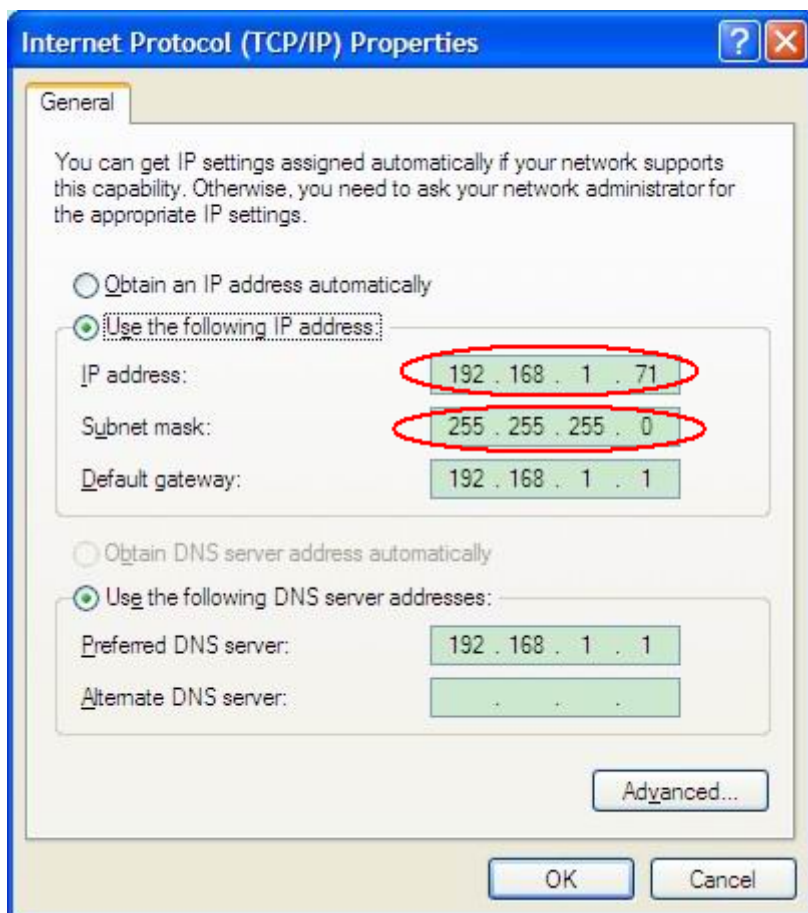 Internet Protocol (TCP/IP) Properties
General
You can get IP settings assigned automatically if your network supports
this capability. Otherwise, you need to ask your network administrator for
the appropriate IP settings.
Obtain an IP address automatically
Use the following IP address:
IP address: 192 . 168 . 1 . 71
Subnet mask: 255 . 255 . 255 . 0
Default gateway: 192 . 168 . 1 . 1
Obtain DNS server address automatically
Use the following DNS server addresses:
Preferred DNS server: 192 . 168 . 1 . 1
Alternate DNS server: . . .
Advanced...
OK Cancel